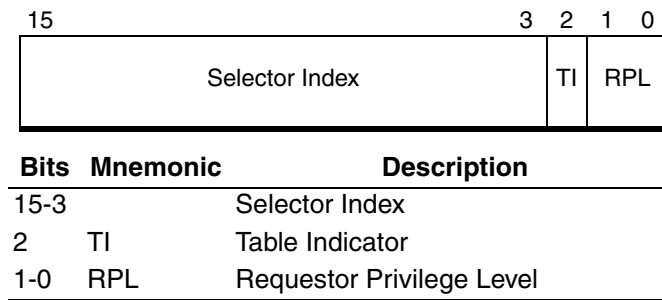 15 3 2 1 0
Selector Index TI RPL
Bits Mnemonic Description
15-3 Selector Index
2 TI Table Indicator
1-0 RPL Requestor Privilege Level